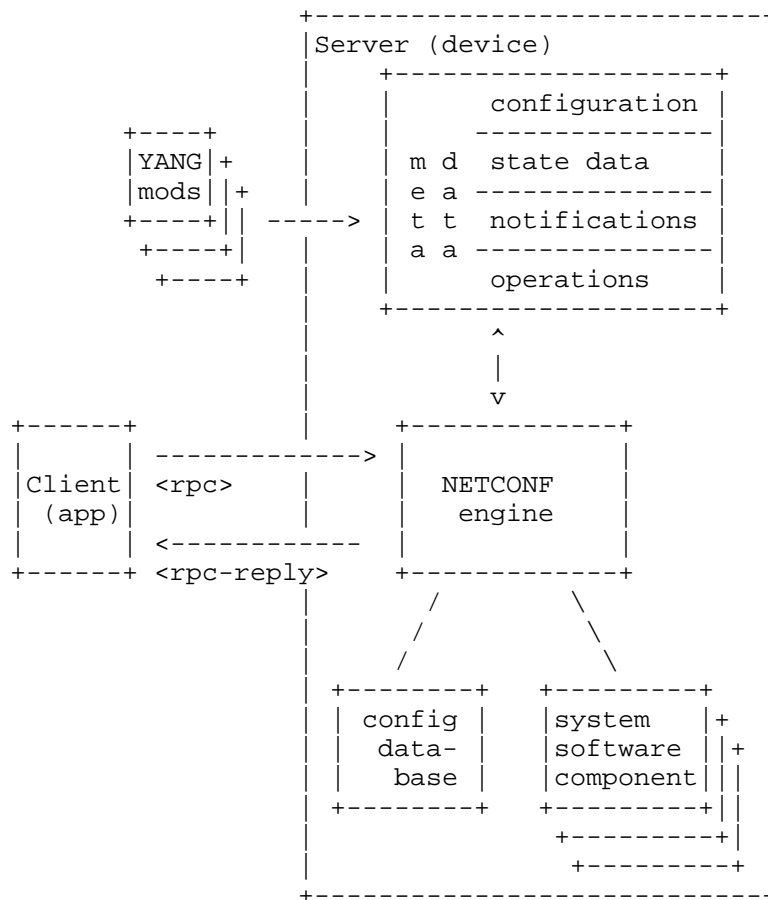 Server (device)
configuration
YANG
m d state data
mods
e a
t t notifications
a a
operations
Client <rpc> NETCONF
(app) engine
<rpc-reply>
config system
data- software
base component